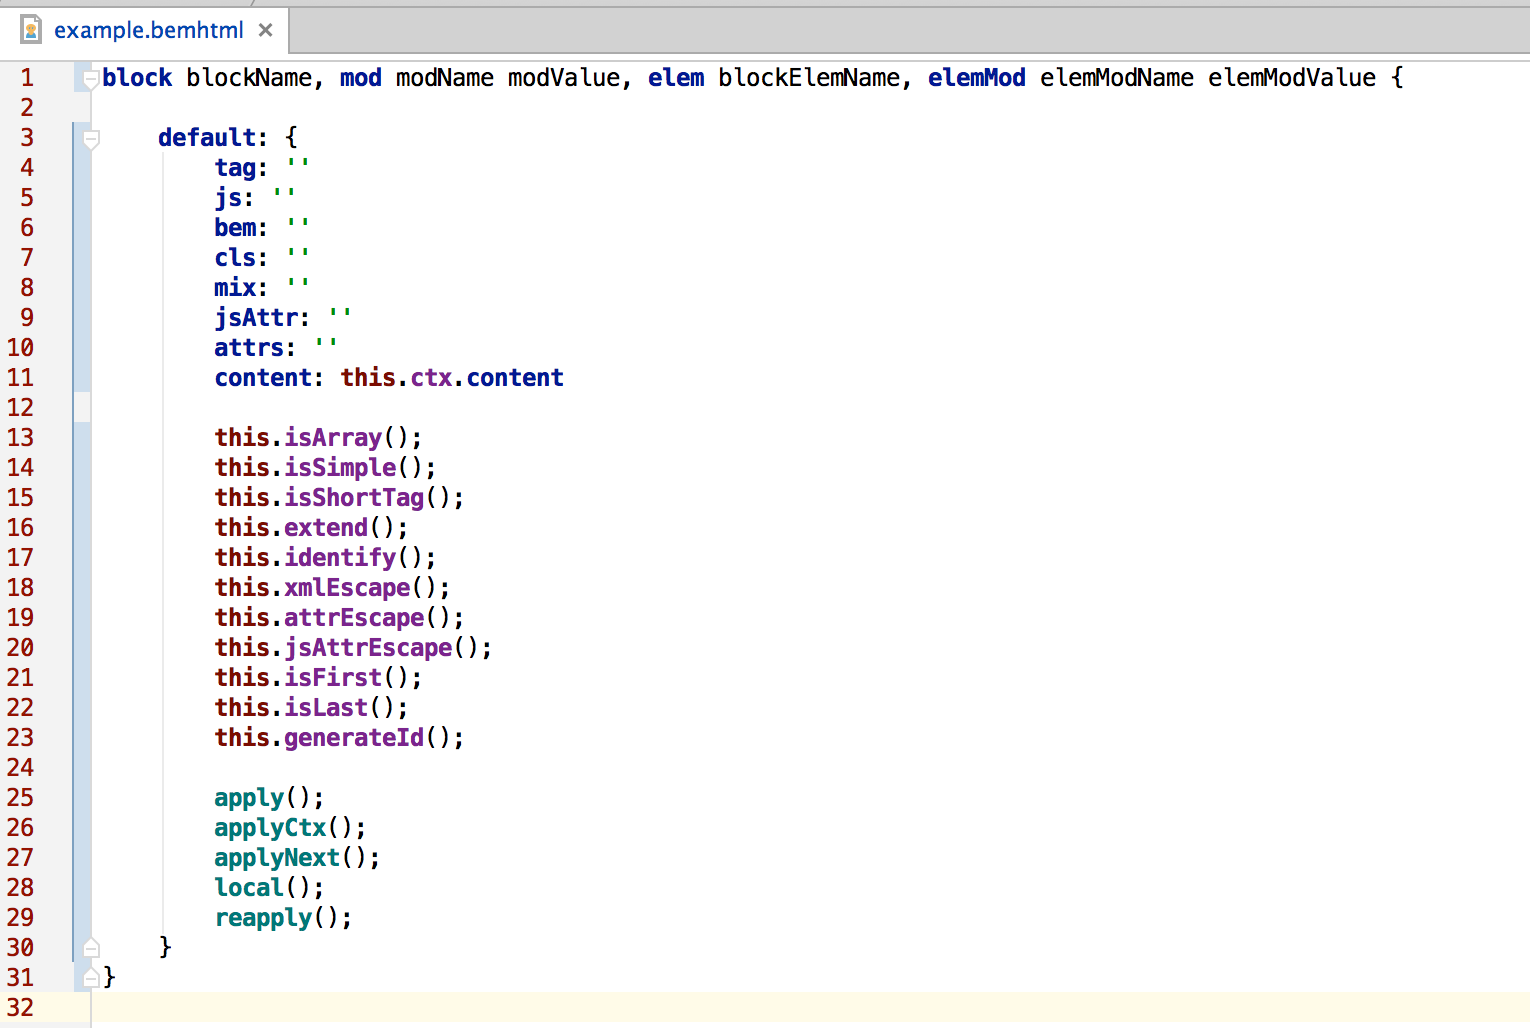 example.bemhtml ×
1 block blockName, mod modName modValue, elem blockElemName, elemMod elemModName elemModValue {
2
3     default: {
4         tag: ''
5         js: ''
6         bem: ''
7         cls: ''
8         mix: ''
9         jsAttr: ''
10         attrs: ''
11         content: this.ctx.content
12
13         this.isArray();
14         this.isSimple();
15         this.isShortTag();
16         this.extend();
17         this.identify();
18         this.xmlEscape();
19         this.attrEscape();
20         this.jsAttrEscape();
21         this.isFirst();
22         this.isLast();
23         this.generateId();
24
25         apply();
26         applyCtx();
27         applyNext();
28         local();
29         reapply();
30     }
31 }
32